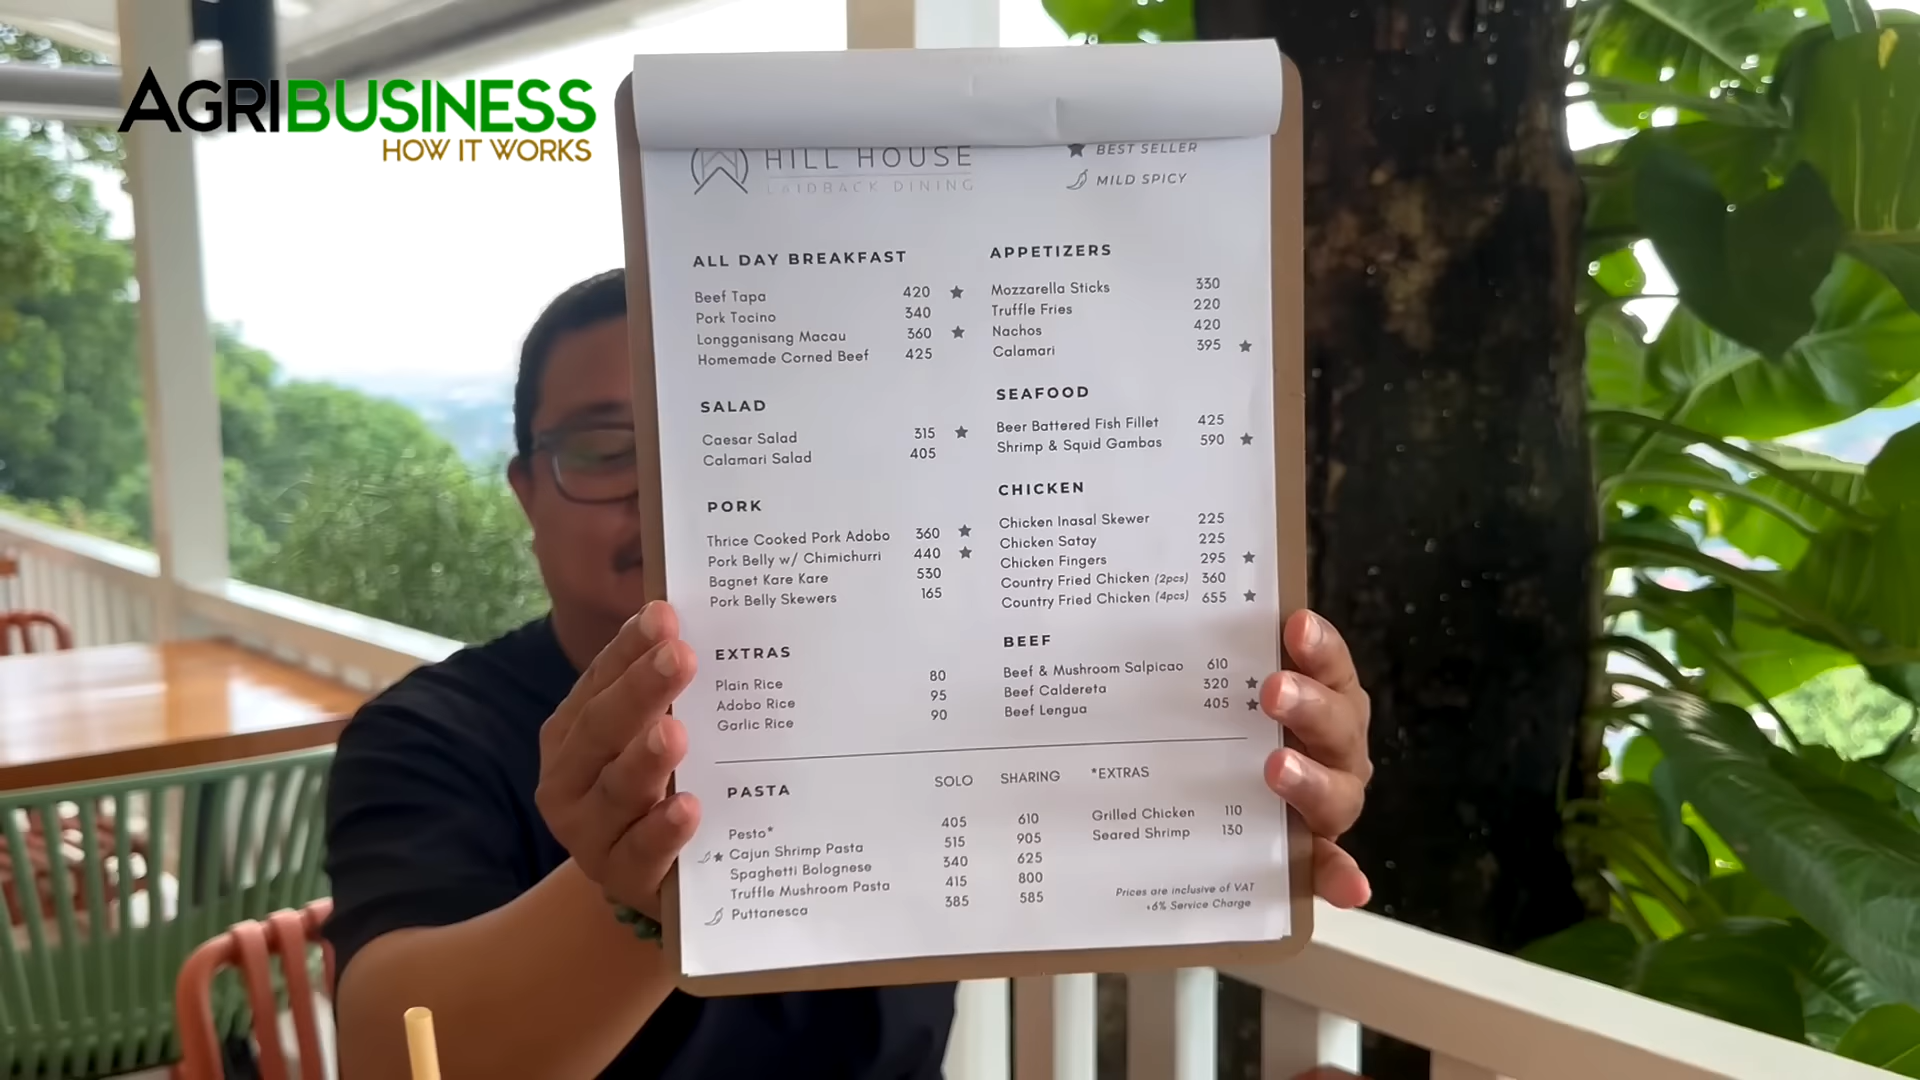 AGRIBUSINESS
HOW IT WORKS
HILL HOUSE
LAIDBACK DINING
★ BEST SELLER
MILD SPICY
ALL DAY BREAKFAST
Beef Tapa 420 ★
Pork Tocino 340
Longganisang Macau 360 ★
Homemade Corned Beef 425
SALAD
Caesar Salad 315 ★
Calamari Salad 405
PORK
Thrice Cooked Pork Adobo 360 ★
Pork Belly w/ Chimichurri 440 ★
Bagnet Kare Kare 530
Pork Belly Skewers 165
EXTRAS
Plain Rice 80
Adobo Rice 95
Garlic Rice 90
APPETIZERS
Mozzarella Sticks 330
Truffle Fries 220
Nachos 420
Calamari 395 ★
SEAFOOD
Beer Battered Fish Fillet 425
Shrimp & Squid Gambas 590 ★
CHICKEN
Chicken Inasal Skewer 225
Chicken Satay 225
Chicken Fingers 295 ★
Country Fried Chicken (2pcs) 360
Country Fried Chicken (4pcs) 655 ★
BEEF
Beef & Mushroom Salpicao 610
Beef Caldereta 320 ★
Beef Lengua 405 ★
PASTA SOLO SHARING
Pesto* 405 610
★ Cajun Shrimp Pasta 515 905
Spaghetti Bolognese 340 625
Truffle Mushroom Pasta 415 800
Puttanesca 385 585
*EXTRAS
Grilled Chicken 110
Seared Shrimp 130
Prices are inclusive of VAT
+6% Service Charge